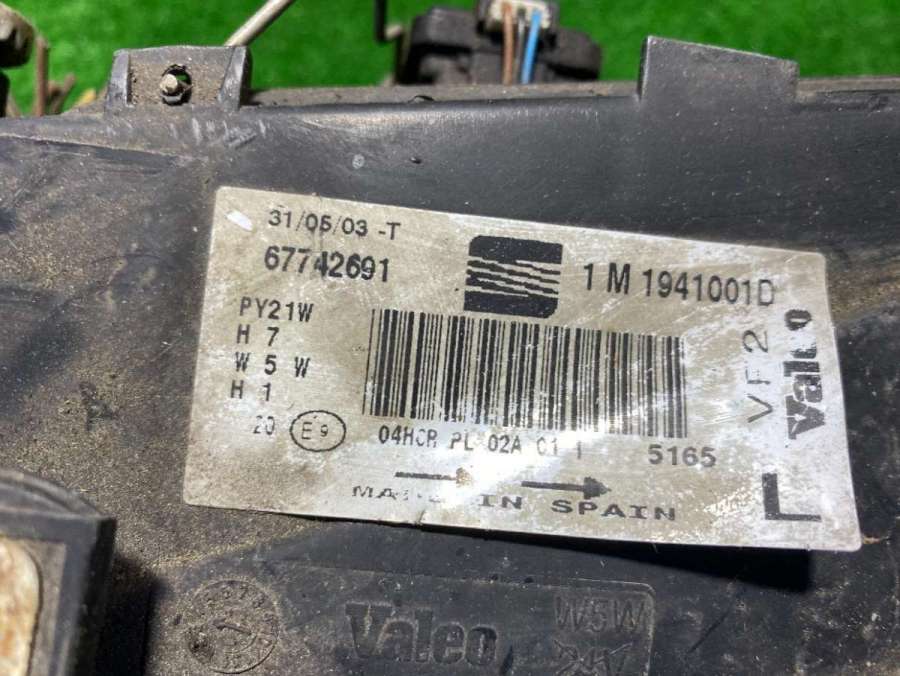 31/05/03 -T
67742691
1 M 1941001D
PY21W
H 7
W 5 W
H 1
20 E9
04HCR PL 02A 01 1
5165
MADE IN SPAIN
VF2
Valeo
L
Valeo
W5W
24V